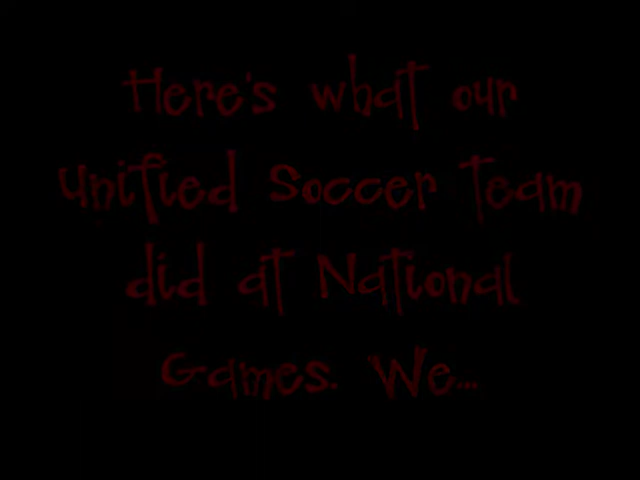 Here's what our
unified Soccer team
did at National
Games. We...